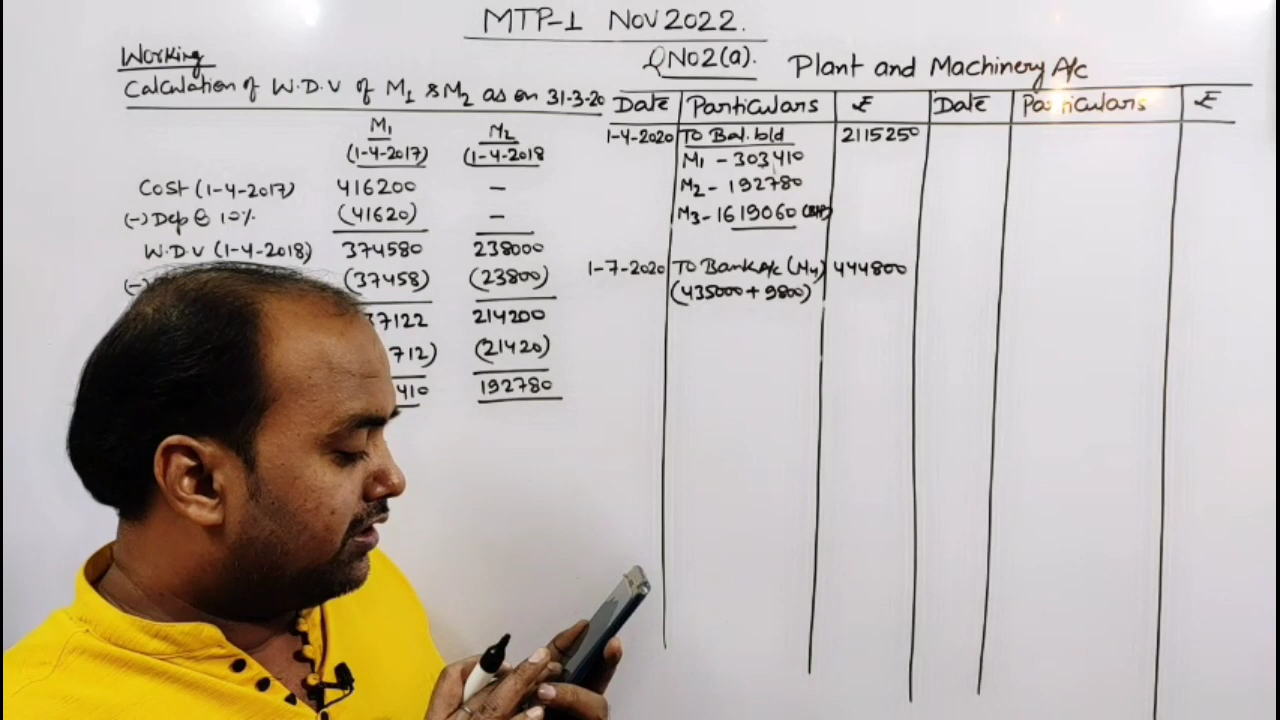 MTP-1 NOV 2022.
QNO2(a).
Working
Calculation of W.D.V of M1 & M2 as on 31-3-20
M1 M2
(1-4-2017) (1-4-2018
Cost (1-4-2017) 416200 –
(-) Dep @ 10% (41620) –
W.D.V (1-4-2018) 374580 238000
(-) (37458) (23800)
37122 214200
712) (21420)
410 192780
Plant and Machinery A/c
Date Particulars ₹ Date Particulars ₹
1-4-2020 To Bal. b/d 2115250
M1 - 303410
M2 - 192780
M3 - 1619060
1-7-2020 To Bank A/c (M4) 444800
(435000 + 9800)